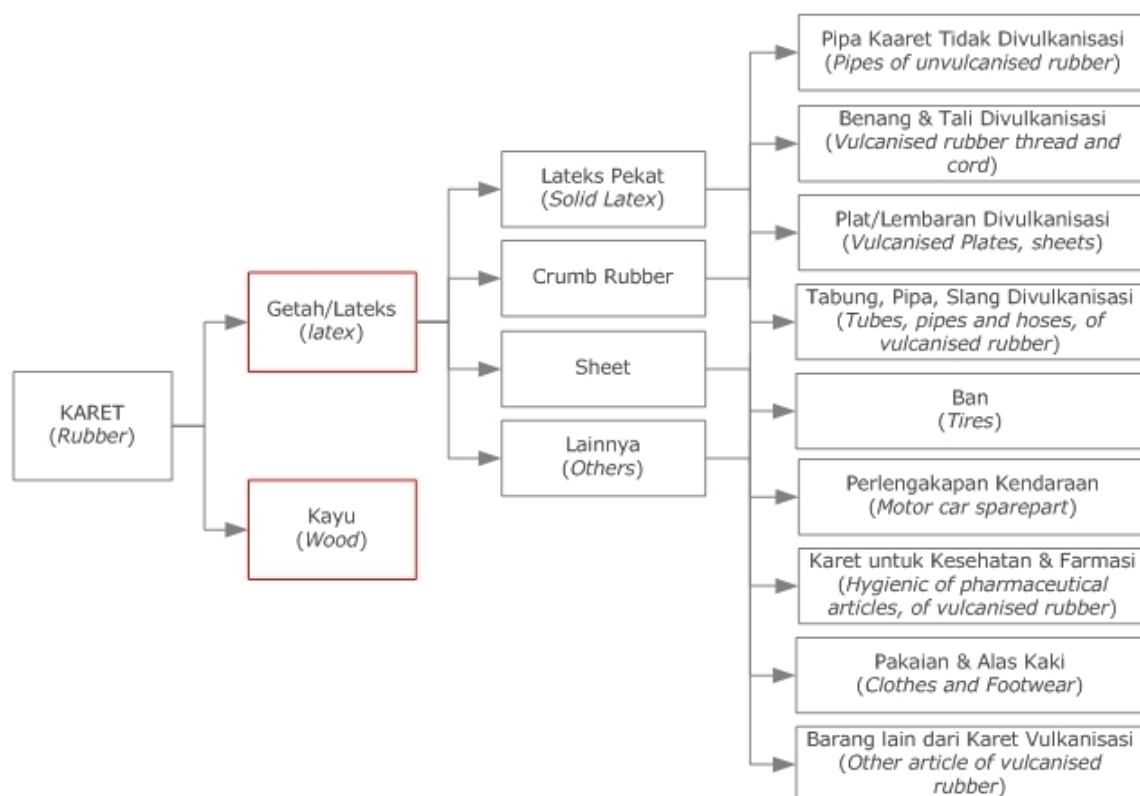 KARET
(Rubber)
Getah/Lateks
(latex)
Kayu
(Wood)
Lateks Pekat
(Solid Latex)
Crumb Rubber
Sheet
Lainnya
(Others)
Pipa Kaaret Tidak Divulkanisasi
(Pipes of unvulcanised rubber)
Benang & Tali Divulkanisasi
(Vulcanised rubber thread and
cord)
Plat/Lembaran Divulkanisasi
(Vulcanised Plates, sheets)
Tabung, Pipa, Slang Divulkanisasi
(Tubes, pipes and hoses, of
vulcanised rubber)
Ban
(Tires)
Perlengakapan Kendaraan
(Motor car sparepart)
Karet untuk Kesehatan & Farmasi
(Hygienic of pharmaceutical
articles, of vulcanised rubber)
Pakaian & Alas Kaki
(Clothes and Footwear)
Barang lain dari Karet Vulkanisasi
(Other article of vulcanised
rubber)